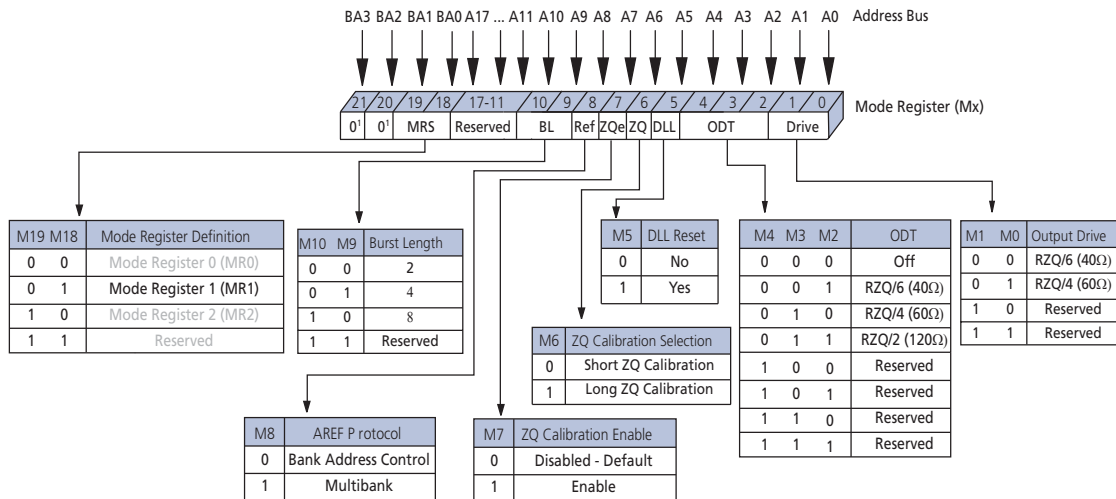 BA3 BA2 BA1 BA0 A17 ... A11 A10 A9 A8 A7 A6 A5 A4 A3 A2 A1 A0 Address Bus
21 20 19 18 17-11 10 9 8 7 6 5 4 3 2 1 0 Mode Register (Mx)
0¹ 0¹ MRS Reserved BL Ref ZQe ZQ DLL ODT Drive
M19 M18 Mode Register Definition
0 0 Mode Register 0 (MR0)
0 1 Mode Register 1 (MR1)
1 0 Mode Register 2 (MR2)
1 1 Reserved
M10 M9 Burst Length
0 0 2
0 1 4
1 0 8
1 1 Reserved
M5 DLL Reset
0 No
1 Yes
M4 M3 M2 ODT
0 0 0 Off
0 0 1 RZQ/6 (40Ω)
0 1 0 RZQ/4 (60Ω)
0 1 1 RZQ/2 (120Ω)
1 0 0 Reserved
1 0 1 Reserved
1 1 0 Reserved
1 1 1 Reserved
M1 M0 Output Drive
0 0 RZQ/6 (40Ω)
0 1 RZQ/4 (60Ω)
1 0 Reserved
1 1 Reserved
M6 ZQ Calibration Selection
0 Short ZQ Calibration
1 Long ZQ Calibration
M8 AREF P rotocol
0 Bank Address Control
1 Multibank
M7 ZQ Calibration Enable
0 Disabled - Default
1 Enable